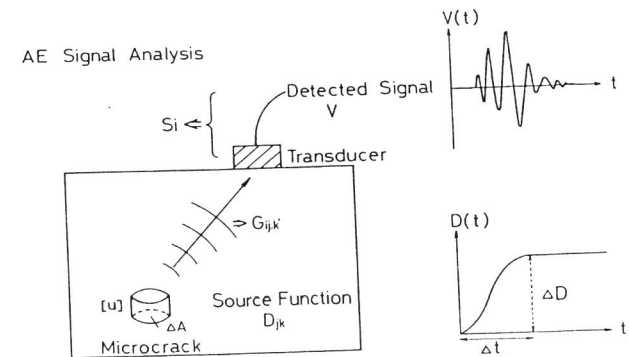 V(t)
AE Signal Analysis
Detected Signal
V
t
Si
Transducer
Gij,k'
D(t)
[u]
ΔA
Source Function
Djk
ΔD
t
Δt
Microcrack